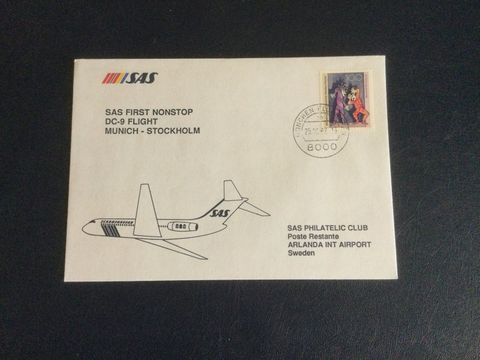 SAS
SAS FIRST NONSTOP
DC-9 FLIGHT
MUNICH - STOCKHOLM
MÜNCHEN
8000
SAS
SAS PHILATELIC CLUB
Poste Restante
ARLANDA INT AIRPORT
Sweden